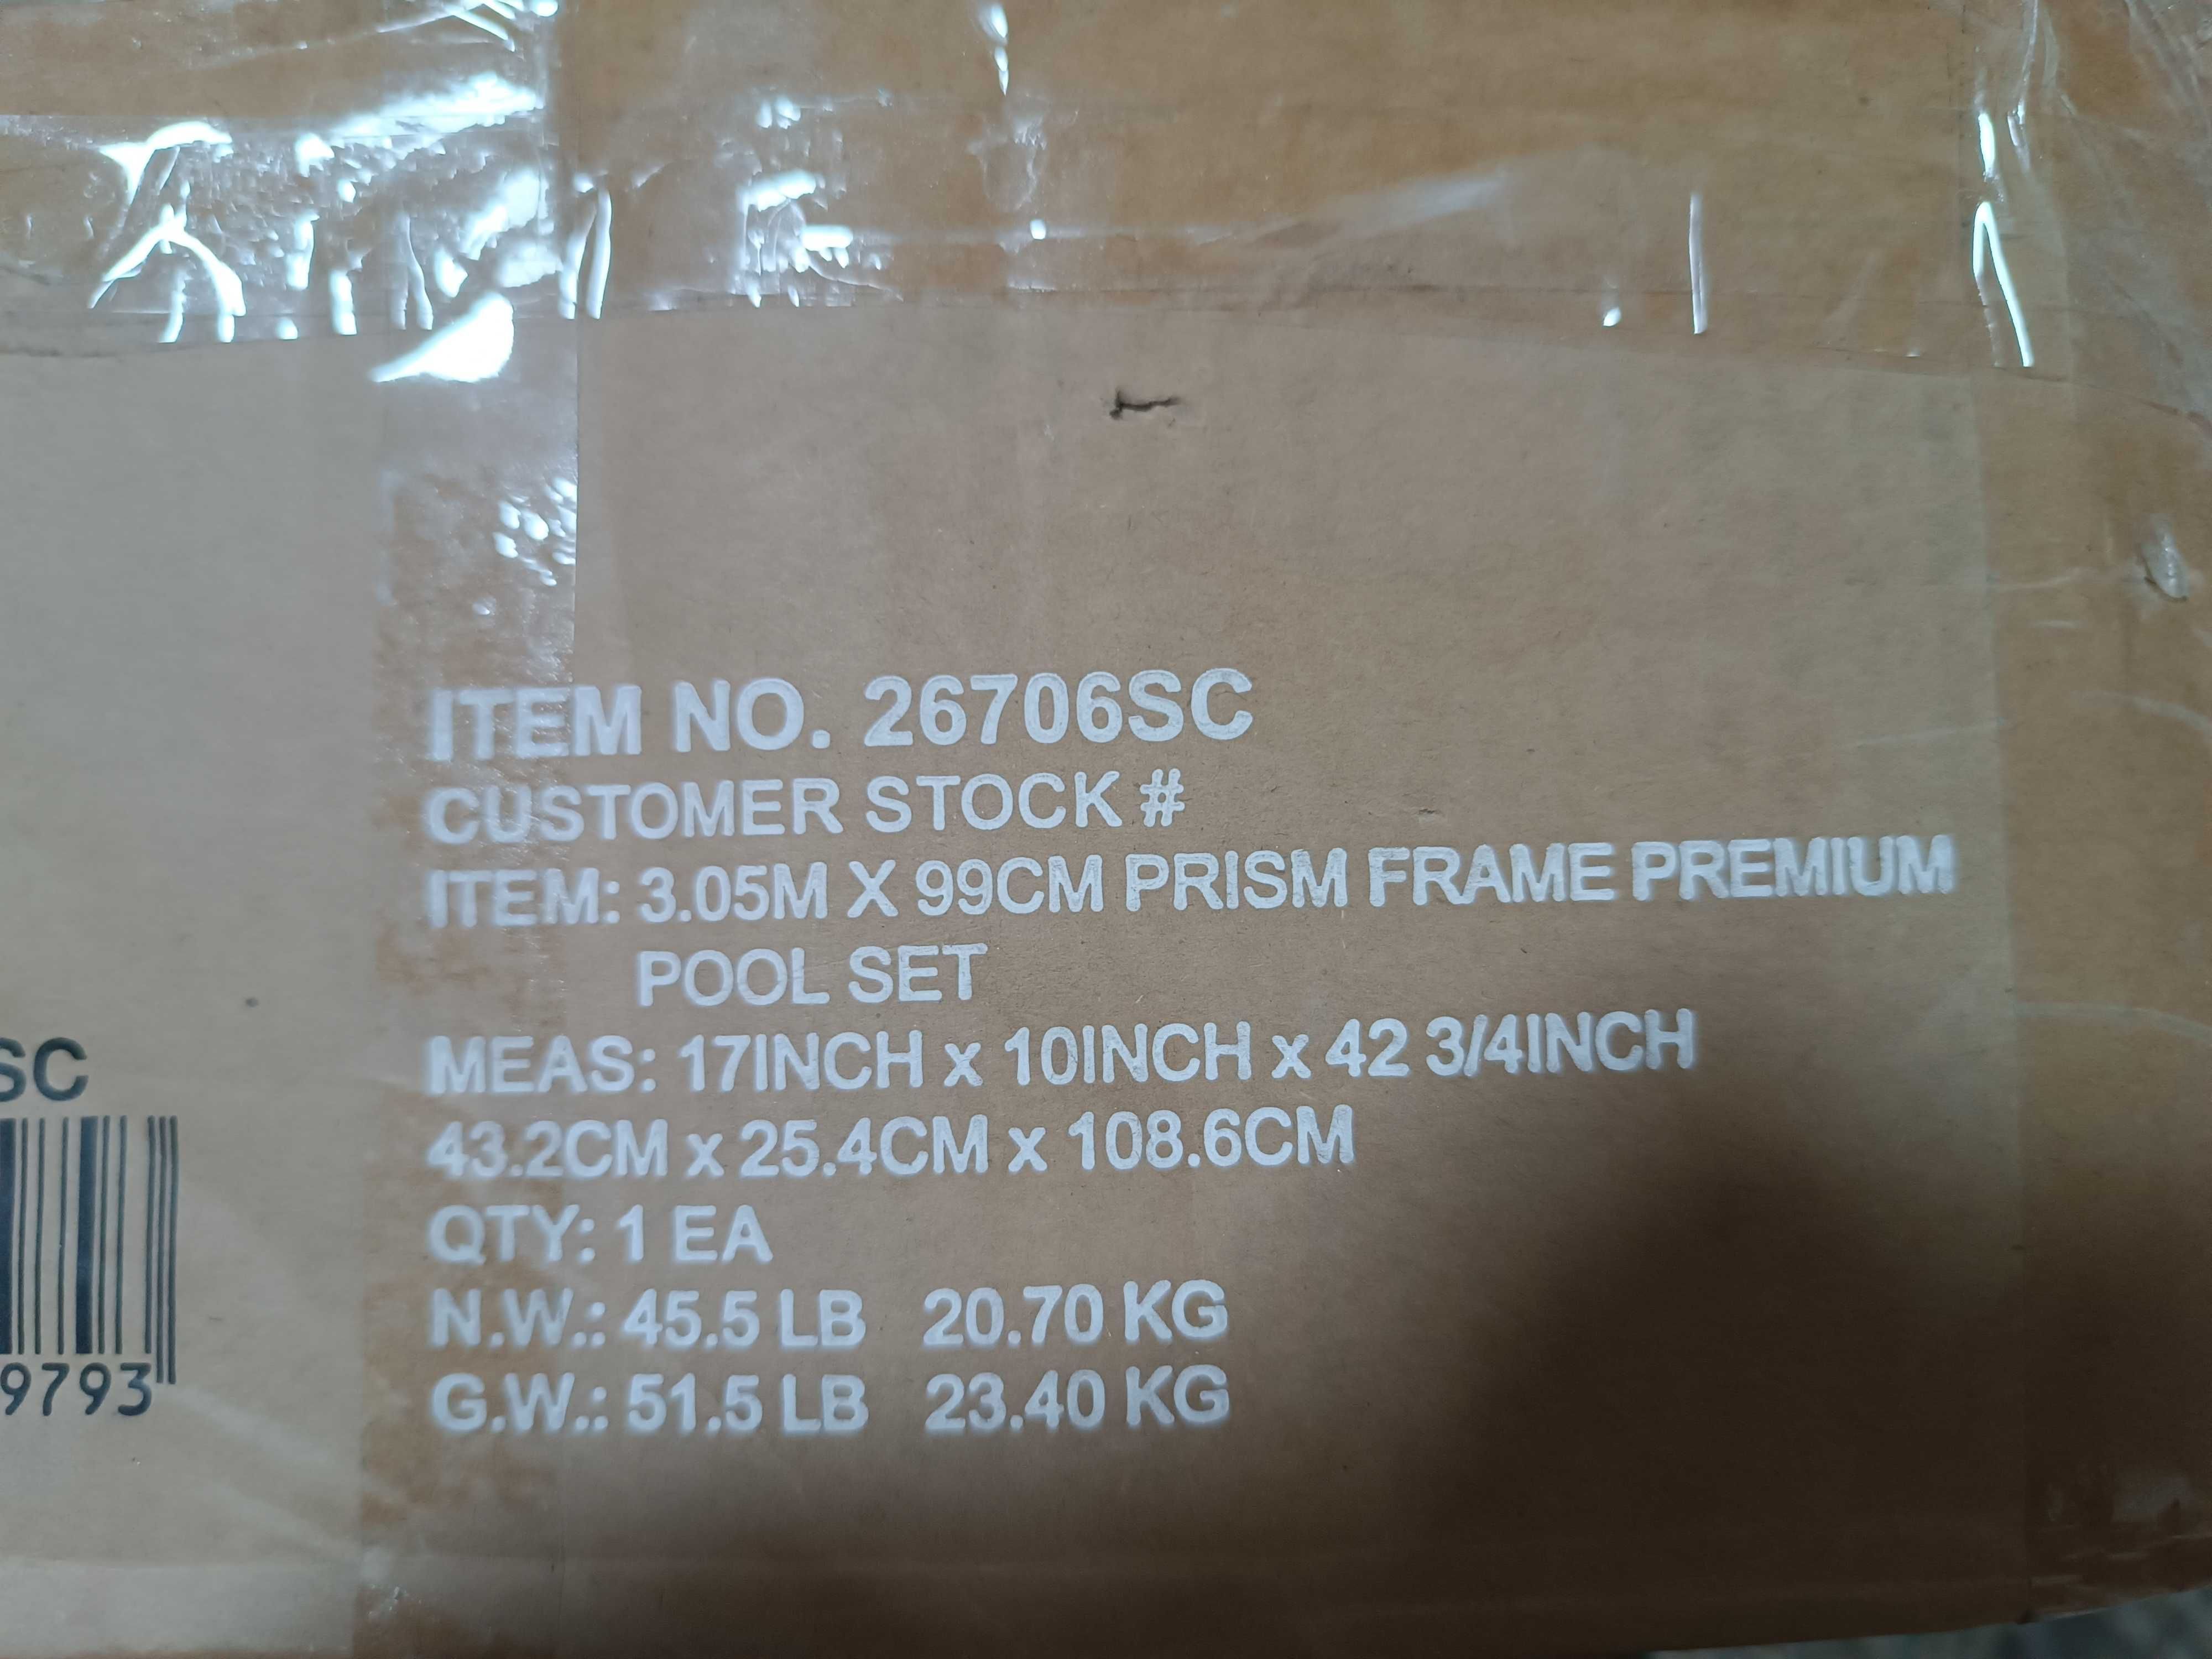 ITEM NO. 26706SC
CUSTOMER STOCK #
ITEM: 3.05M X 99CM PRISM FRAME PREMIUM
POOL SET
MEAS: 17INCH x 10INCH x 42 3/4INCH
43.2CM x 25.4CM x 108.6CM
QTY: 1 EA
N.W.: 45.5 LB 20.70 KG
G.W.: 51.5 LB 23.40 KG
SC
9793